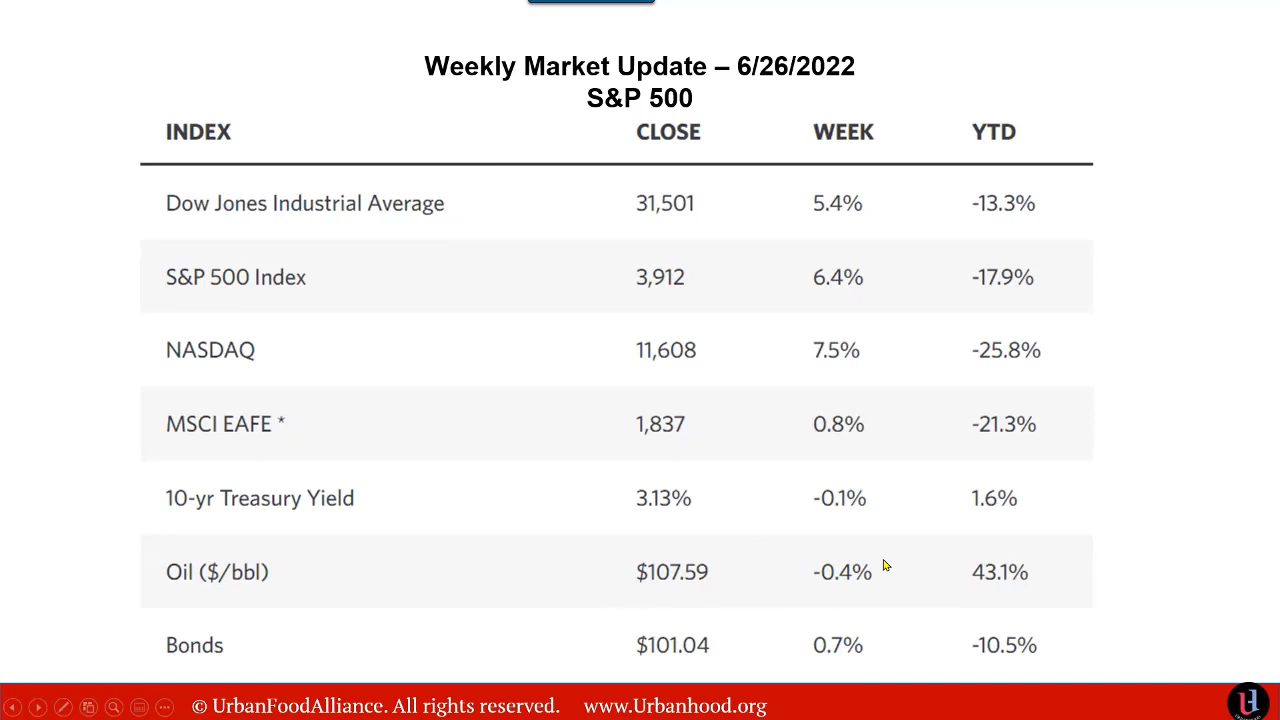 Weekly Market Update – 6/26/2022
S&P 500
INDEX CLOSE WEEK YTD
Dow Jones Industrial Average 31,501 5.4% -13.3%
S&P 500 Index 3,912 6.4% -17.9%
NASDAQ 11,608 7.5% -25.8%
MSCI EAFE * 1,837 0.8% -21.3%
10-yr Treasury Yield 3.13% -0.1% 1.6%
Oil ($/bbl) $107.59 -0.4% 43.1%
Bonds $101.04 0.7% -10.5%
© UrbanFoodAlliance. All rights reserved. www.Urbanhood.org